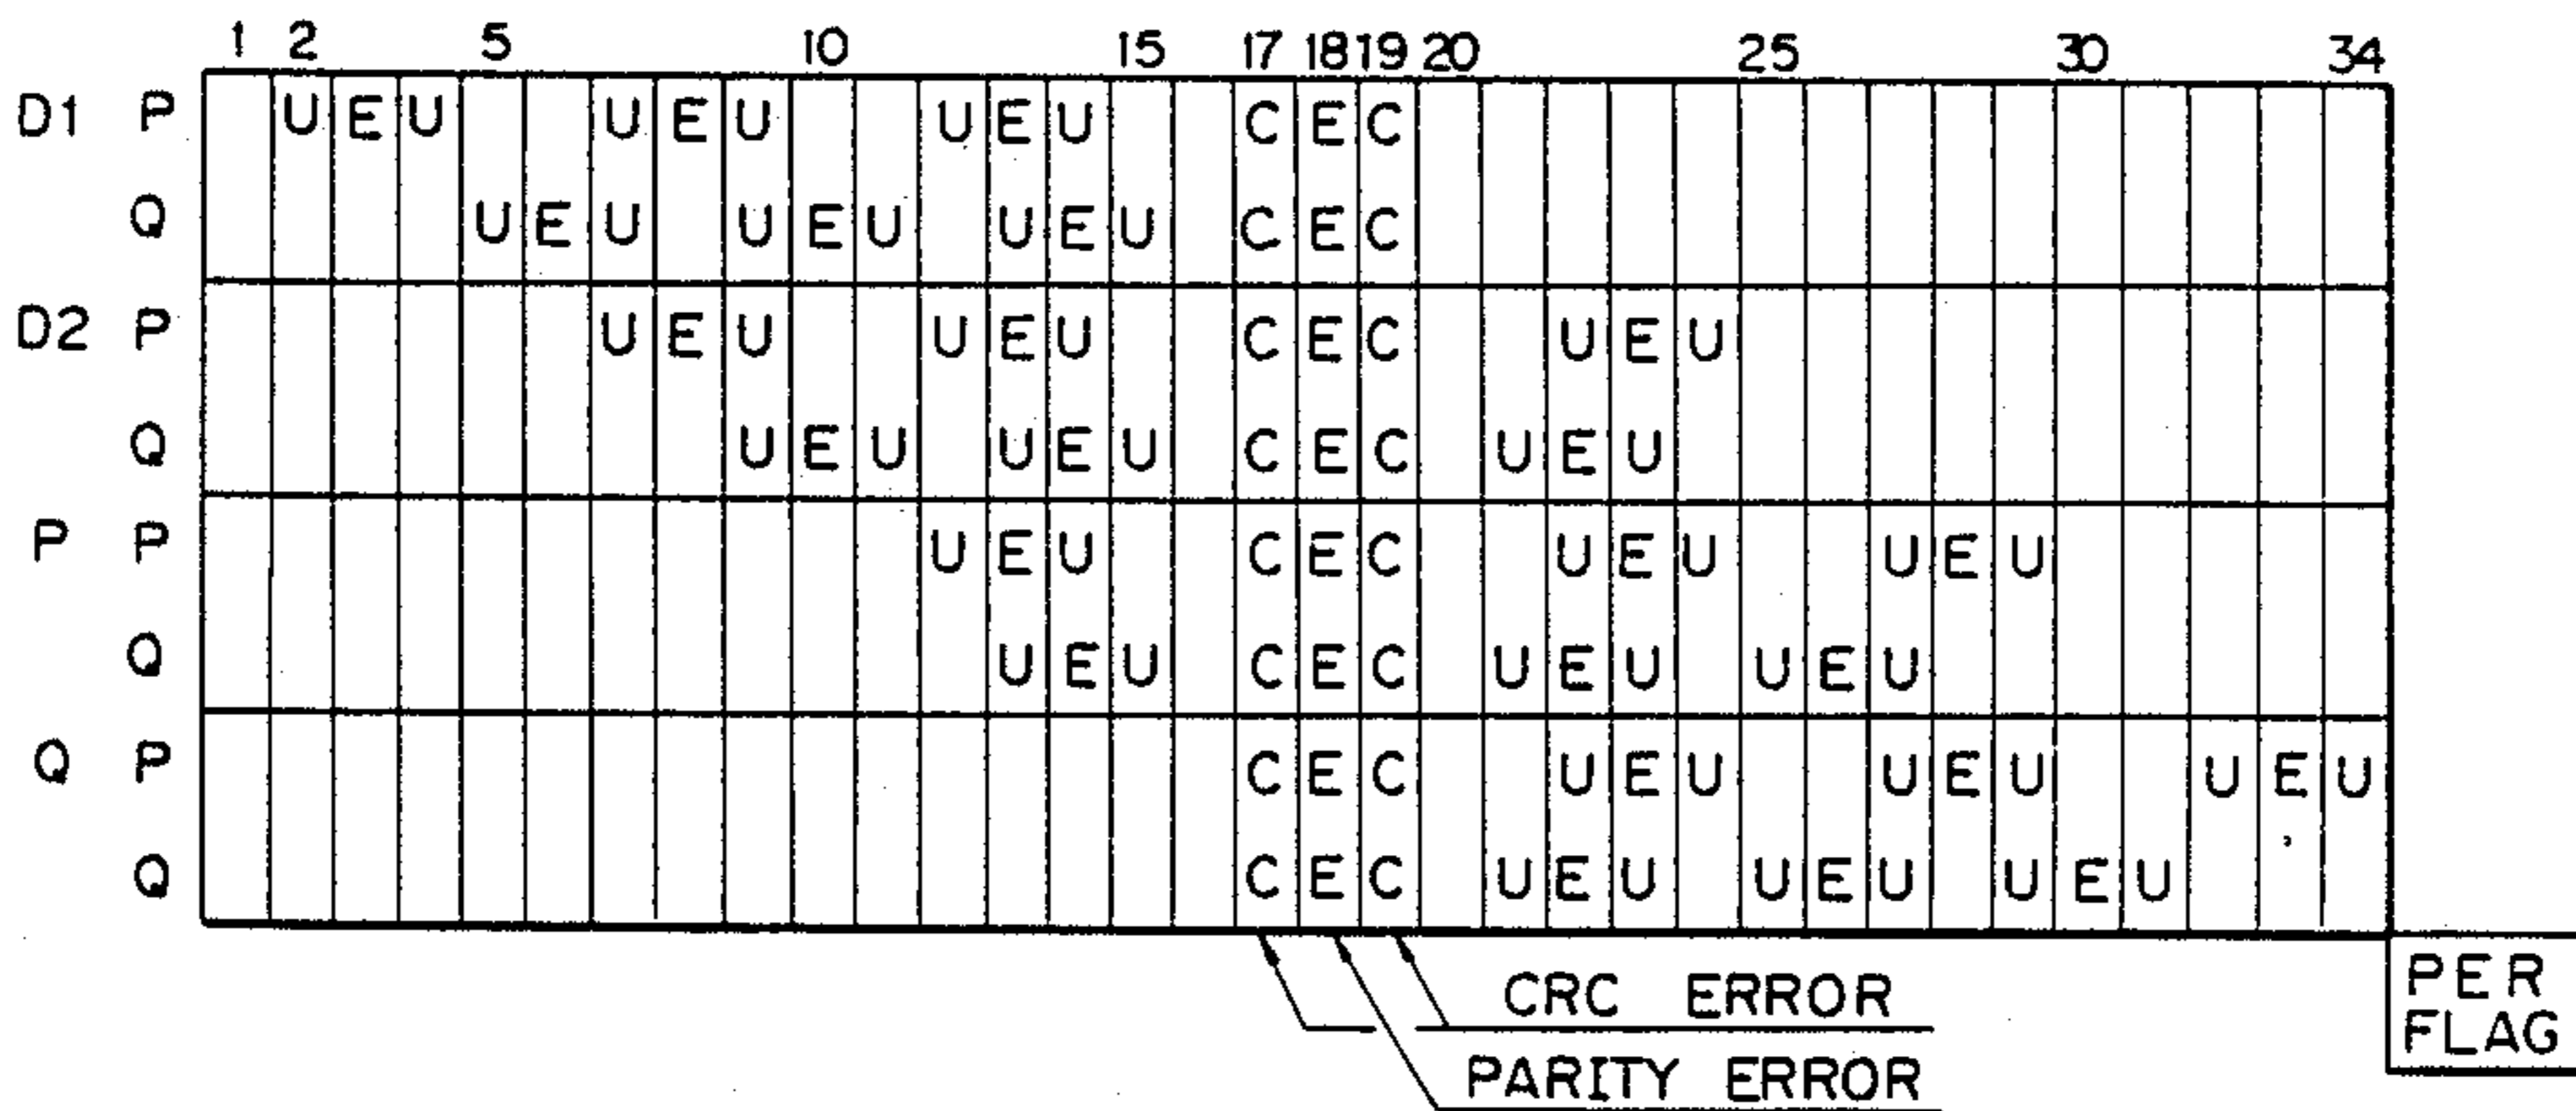 1 2 5 10 15 17 18 19 20 25 30 34
D1 P U E U U E U U E U C E C
Q U E U U E U U E U C E C
D2 P U E U U E U C E C U E U
Q U E U U E U C E C U E U
P P U E U C E C U E U U E U
Q U E U C E C U E U U E U
Q P C E C U E U U E U U E U
Q C E C U E U U E U U E U
CRC ERROR
PARITY ERROR
PER
FLAG